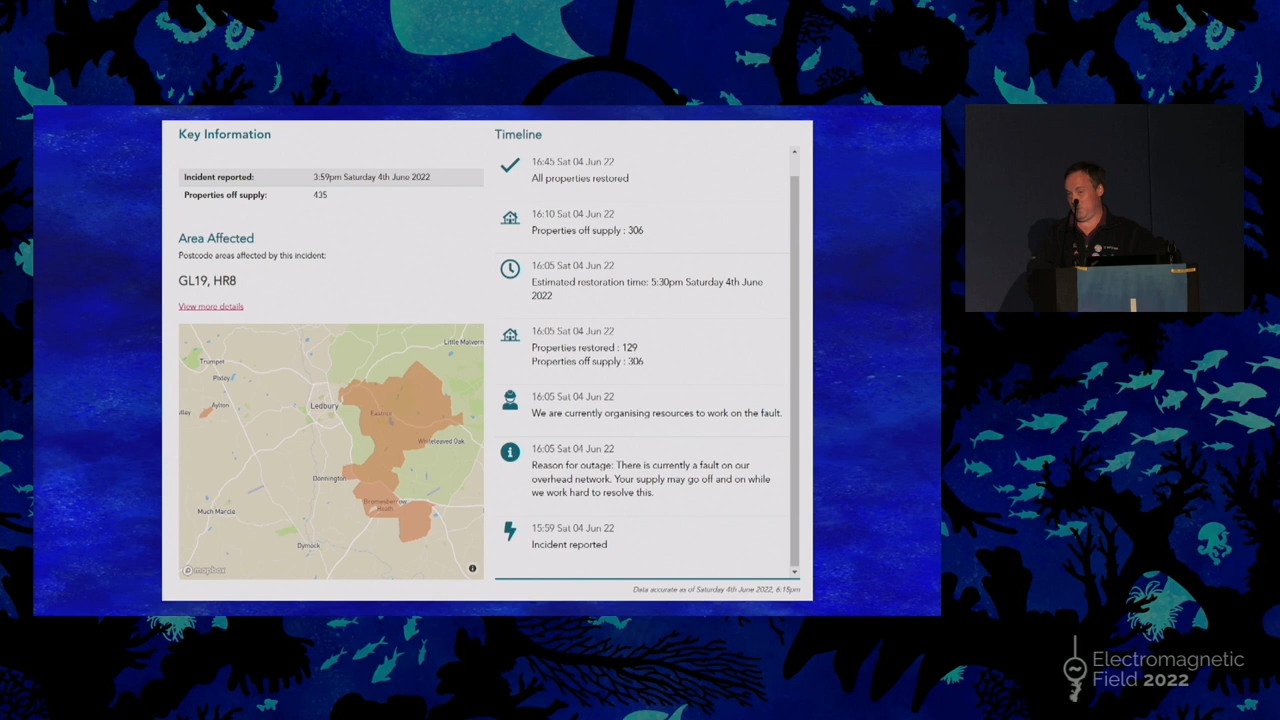 Key Information
Incident reported: 3:59pm Saturday 4th June 2022
Properties off supply: 435
Area Affected
Postcode areas affected by this incident:
GL19, HR8
View more details
Little Malvern
Trumpet
Pixley
Aylton
Ledbury
Eastnor
Whiteleaved Oak
Donnington
Bromesberrow
Heath
Much Marcle
Dymock
mapbox
Timeline
16:45 Sat 04 Jun 22
All properties restored
16:10 Sat 04 Jun 22
Properties off supply : 306
16:05 Sat 04 Jun 22
Estimated restoration time: 5:30pm Saturday 4th June
2022
16:05 Sat 04 Jun 22
Properties restored : 129
Properties off supply : 306
16:05 Sat 04 Jun 22
We are currently organising resources to work on the fault.
16:05 Sat 04 Jun 22
Reason for outage: There is currently a fault on our
overhead network. Your supply may go off and on while
we work hard to resolve this.
15:59 Sat 04 Jun 22
Incident reported
Data accurate as of Saturday 4th June 2022, 6:15pm
Electromagnetic
Field 2022